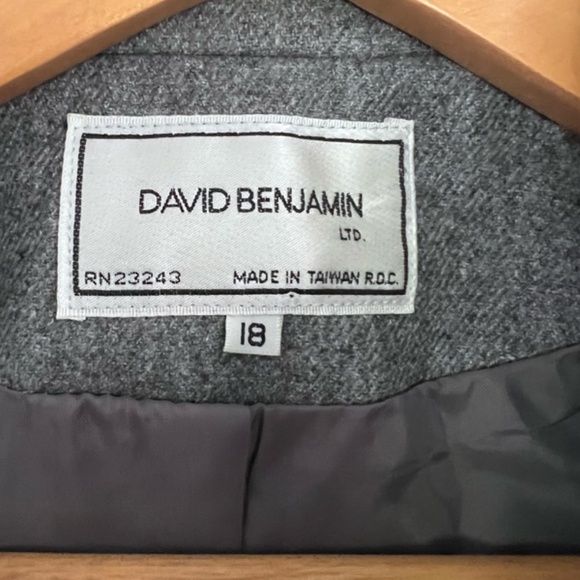 DAVID BENJAMIN
LTD.
RN23243 MADE IN TAIWAN R.O.C.
18